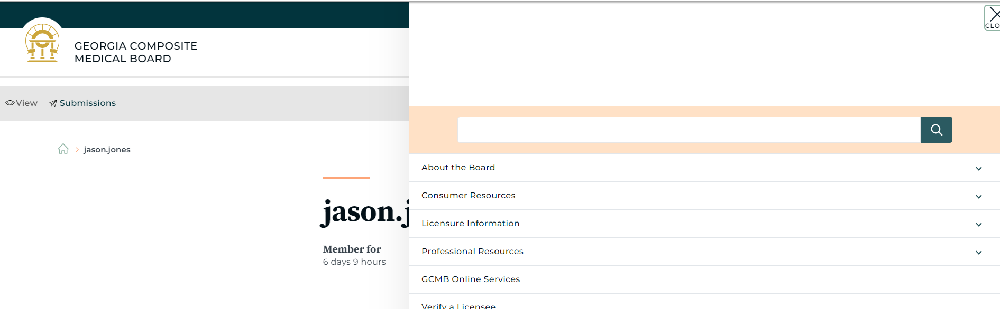 GEORGIA COMPOSITE
MEDICAL BOARD
View Submissions
jason.jones
jason.j
Member for
6 days 9 hours
CLO
About the Board
Consumer Resources
Licensure Information
Professional Resources
GCMB Online Services
Verify a Licensee